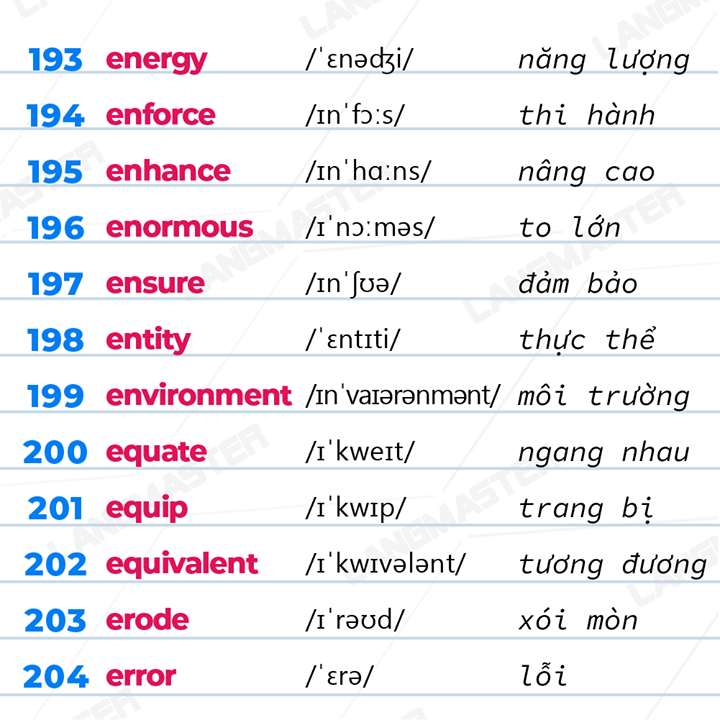 193 energy /ˈɛnəʤi/ năng lượng
194 enforce /ɪnˈfɔːs/ thi hành
195 enhance /ɪnˈhɑːns/ nâng cao
196 enormous /ɪˈnɔːməs/ to lớn
197 ensure /ɪnˈʃʊə/ đảm bảo
198 entity /ˈɛntɪti/ thực thể
199 environment /ɪnˈvaɪərənmənt/ môi trường
200 equate /ɪˈkweɪt/ ngang nhau
201 equip /ɪˈkwɪp/ trang bị
202 equivalent /ɪˈkwɪvələnt/ tương đương
203 erode /ɪˈrəʊd/ xói mòn
204 error /ˈɛrə/ lỗi
LANGMASTER